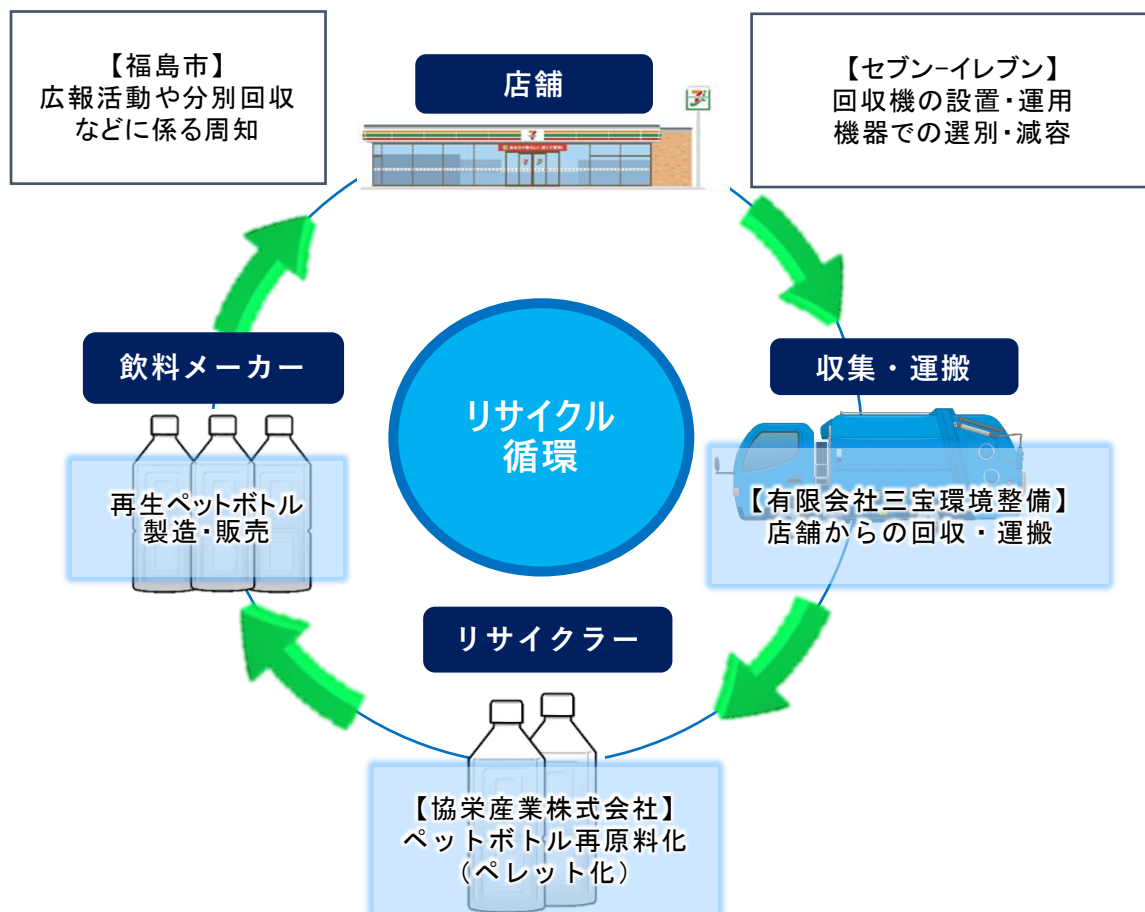 【福島市】
広報活動や分別回収
などに係る周知
店舗
【セブン-イレブン】
回収機の設置・運用
機器での選別・減容
飲料メーカー
再生ペットボトル
製造・販売
リサイクル
循環
収集・運搬
【有限会社三宝環境整備】
店舗からの回収・運搬
リサイクラー
【協栄産業株式会社】
ペットボトル再原料化
（ペレット化）